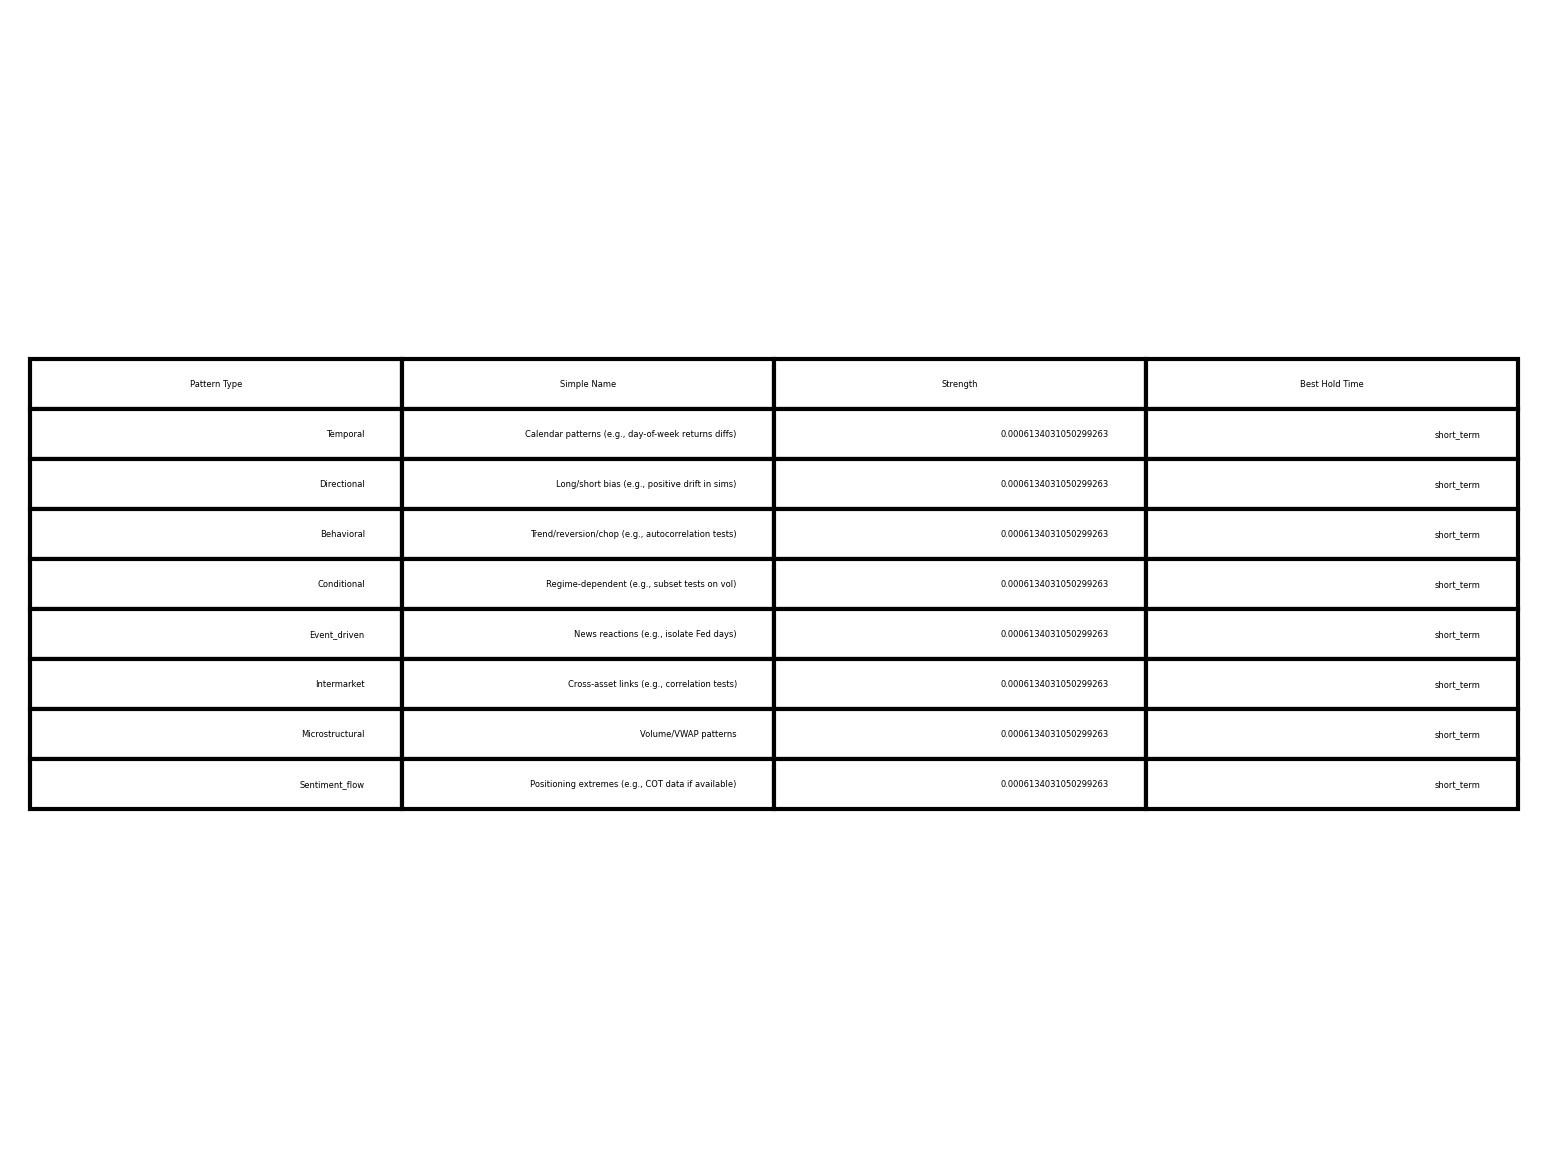 Pattern Type Simple Name Strength Best Hold Time
Temporal Calendar patterns (e.g., day-of-week returns diffs) 0.0006134031050299263 short_term
Directional Long/short bias (e.g., positive drift in sims) 0.0006134031050299263 short_term
Behavioral Trend/reversion/chop (e.g., autocorrelation tests) 0.0006134031050299263 short_term
Conditional Regime-dependent (e.g., subset tests on vol) 0.0006134031050299263 short_term
Event_driven News reactions (e.g., isolate Fed days) 0.0006134031050299263 short_term
Intermarket Cross-asset links (e.g., correlation tests) 0.0006134031050299263 short_term
Microstructural Volume/VWAP patterns 0.0006134031050299263 short_term
Sentiment_flow Positioning extremes (e.g., COT data if available) 0.0006134031050299263 short_term